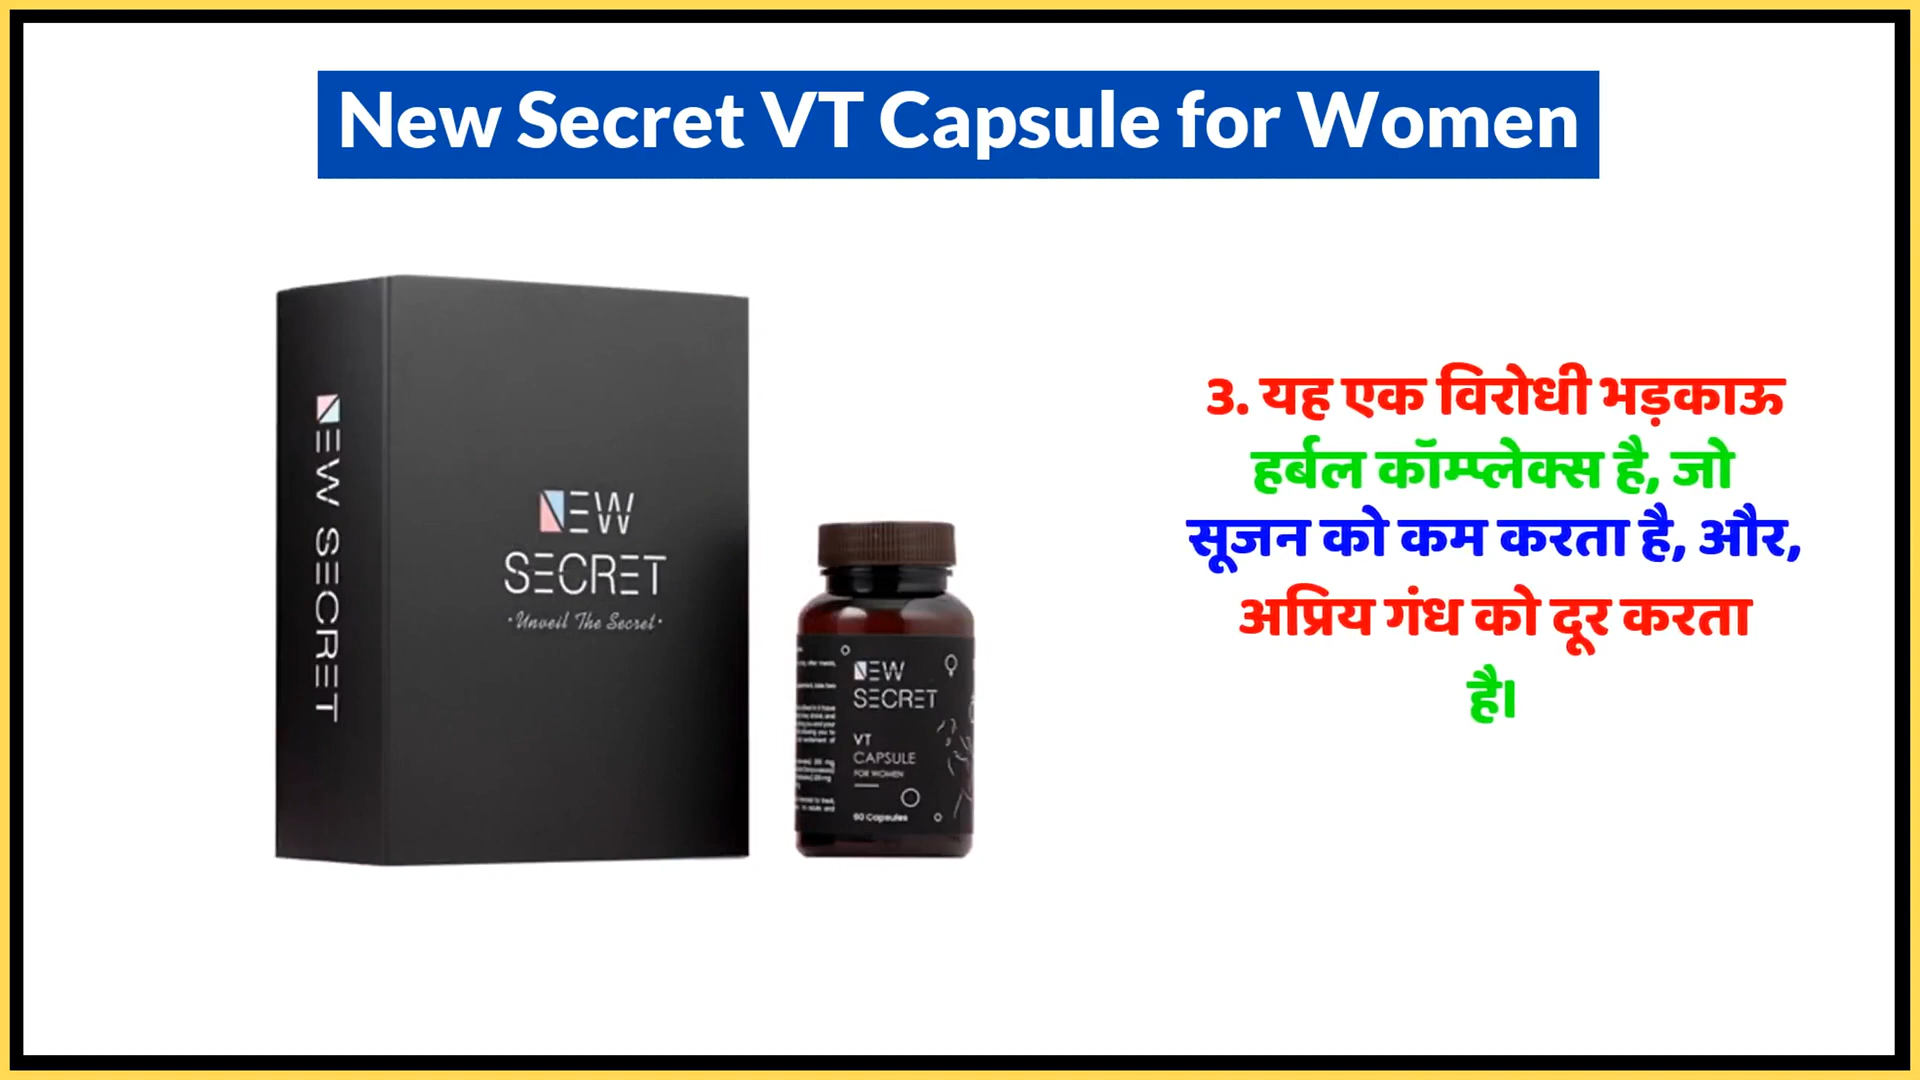 New Secret VT Capsule for Women
NEW SECRET
NEW
SECRET
·Unveil The Secret·
NEW
SECRET
VT
CAPSULE
FOR WOMEN
60 Capsules
3. यह एक विरोधी भड़काऊ
हर्बल कॉम्प्लेक्स है, जो
सूजन को कम करता है, और,
अप्रिय गंध को दूर करता
है।